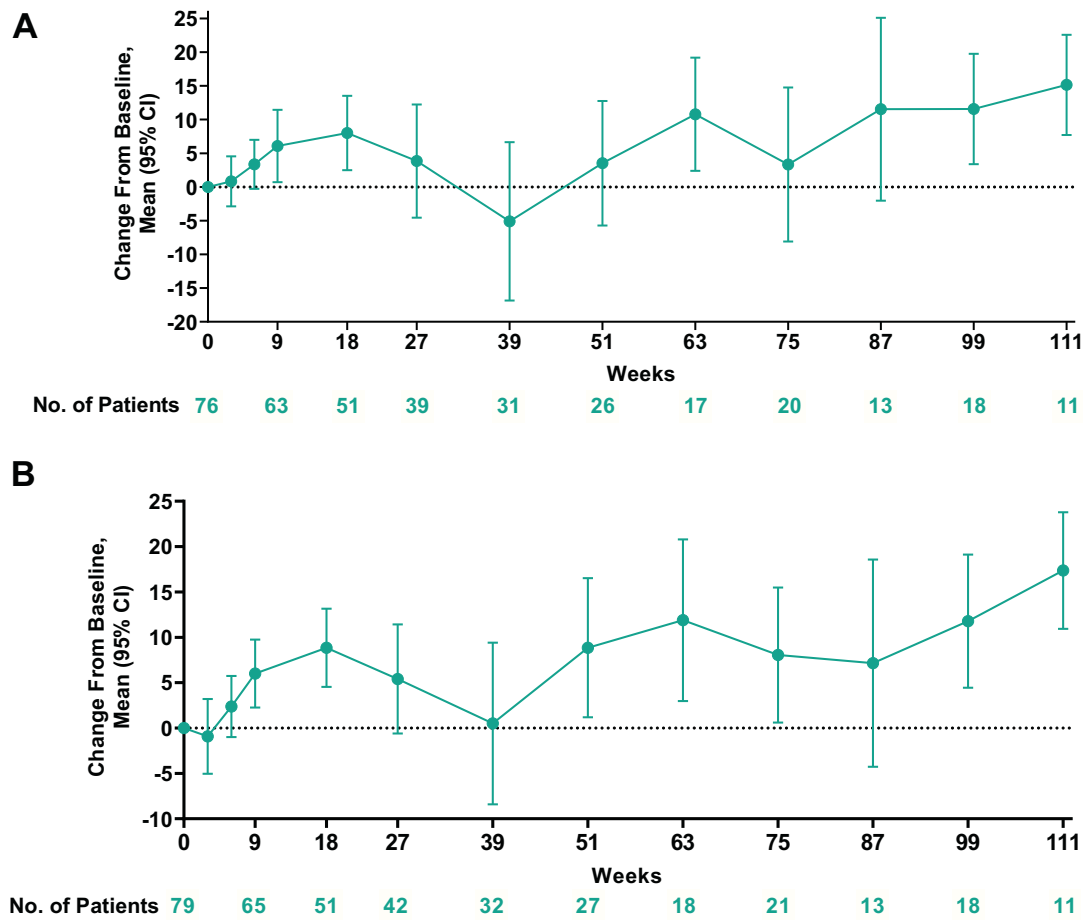 A
Change From Baseline,
Mean (95% CI)
25
20
15
10
5
0
-5
-10
-15
-20
0 9 18 27 39 51 63 75 87 99 111
Weeks
No. of Patients 76 63 51 39 31 26 17 20 13 18 11
B
Change From Baseline,
Mean (95% CI)
25
20
15
10
5
0
-5
-10
0 9 18 27 39 51 63 75 87 99 111
Weeks
No. of Patients 79 65 51 42 32 27 18 21 13 18 11